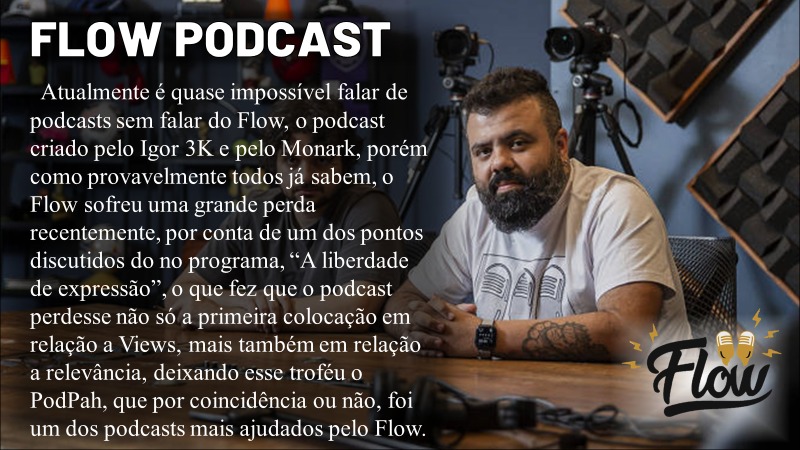 FLOW PODCAST
Atualmente é quase impossível falar de
podcasts sem falar do Flow, o podcast
criado pelo Igor 3K e pelo Monark, porém
como provavelmente todos já sabem, o
Flow sofreu uma grande perda
recentemente, por conta de um dos pontos
discutidos do no programa, “A liberdade
de expressão”, o que fez que o podcast
perdesse não só a primeira colocação em
relação a Views, mais também em relação
a relevância, deixando esse troféu o
PodPah, que por coincidência ou não, foi
um dos podcasts mais ajudados pelo Flow.
Flow